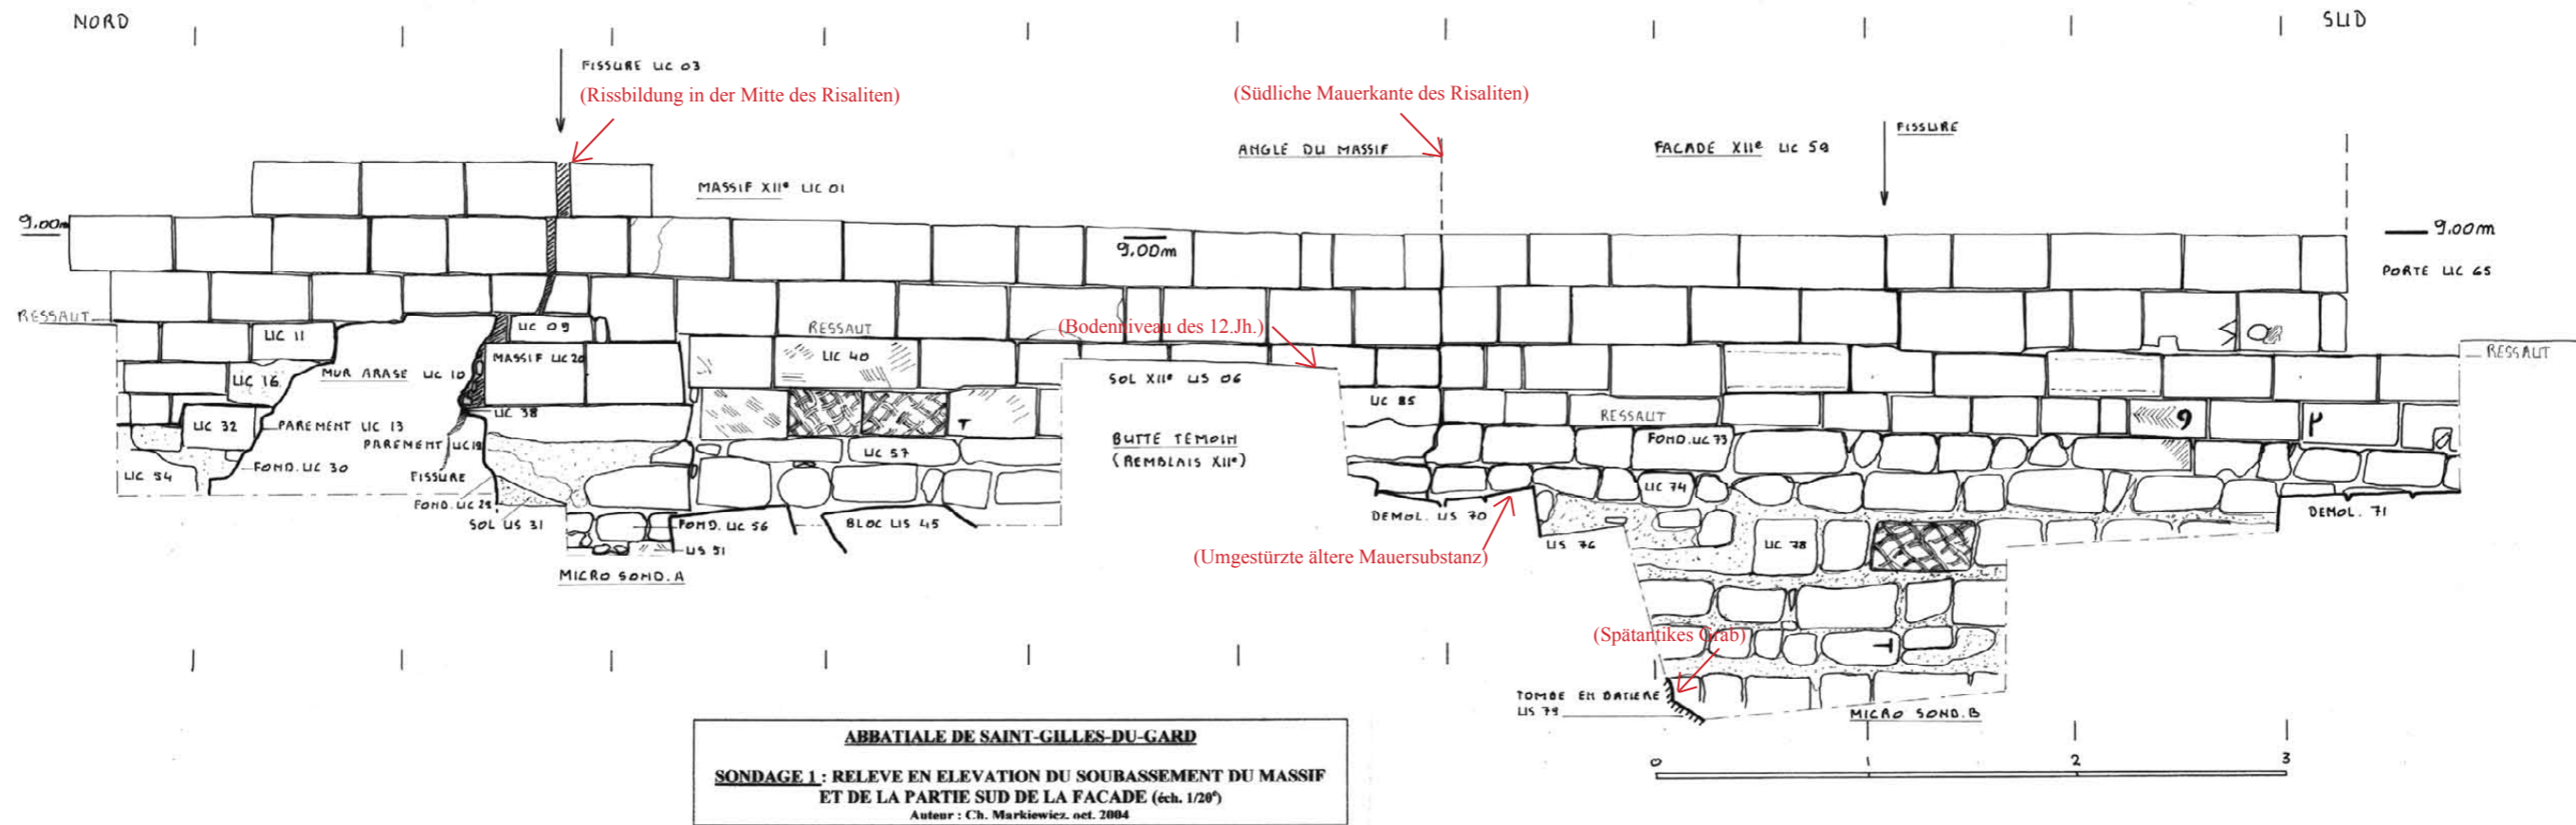 NORD
SUD
FISSURE UC 03
(Rissbildung in der Mitte des Risaliten)
(Südliche Mauerkante des Risaliten)
FISSURE
ANGLE DU MASSIF
FACADE XIIe UC 59
MASSIF XIIe UC 01
9.00m
9.00m
9.00m
PORTE UC 65
RESSAUT
UC 11
UC 09
RESSAUT
(Bodenniveau des 12.Jh.)
RESSAUT
MASSIF UC 20
UC 40
UC 16
MUR ARASE UC 10
SOL XIIe US 06
UC 38
UC 85
RESSAUT
UC 32
PAREMENT UC 13
PAREMENT UC 19
T
BUTTE TEMOIN
(REMBLAIS XIIe)
FOND. UC 73
UC 57
UC 34
FOND. UC 30
FISSURE
UC 74
FOND. UC 29
SOL US 31
FOND. UC 56
BLOC US 45
DEMOL. US 70
DEMOL. 71
US 51
US 76
UC 78
(Umgestürzte ältere Mauersubstanz)
MICRO SOND. A
(Spätantikes Grab)
TOMBE EN BATIERE
US 79
MICRO SOND. B
0 1 2 3
ABBATIALE DE SAINT-GILLES-DU-GARD
SONDAGE 1 : RELEVE EN ELEVATION DU SOUBASSEMENT DU MASSIF
ET DE LA PARTIE SUD DE LA FACADE (éch. 1/20e)
Auteur : Ch. Markiewicz. oct. 2004